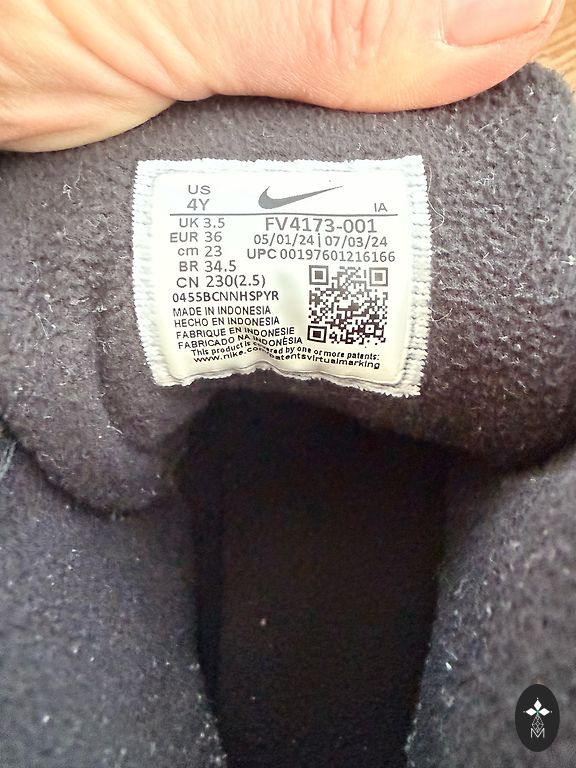 US
4Y
IA
UK 3.5
EUR 36
cm 23
BR 34.5
CN 230(2.5)
FV4173-001
05/01/24 | 07/03/24
UPC 00197601216166
0455BCNNHSPYR
MADE IN INDONESIA
HECHO EN INDONESIA
FABRIQUE EN INDONESIE
FABRICADO NA INDONÉSIA
This product is covered by one or more patents:
www.nike.com/patentsvirtualmarking
M